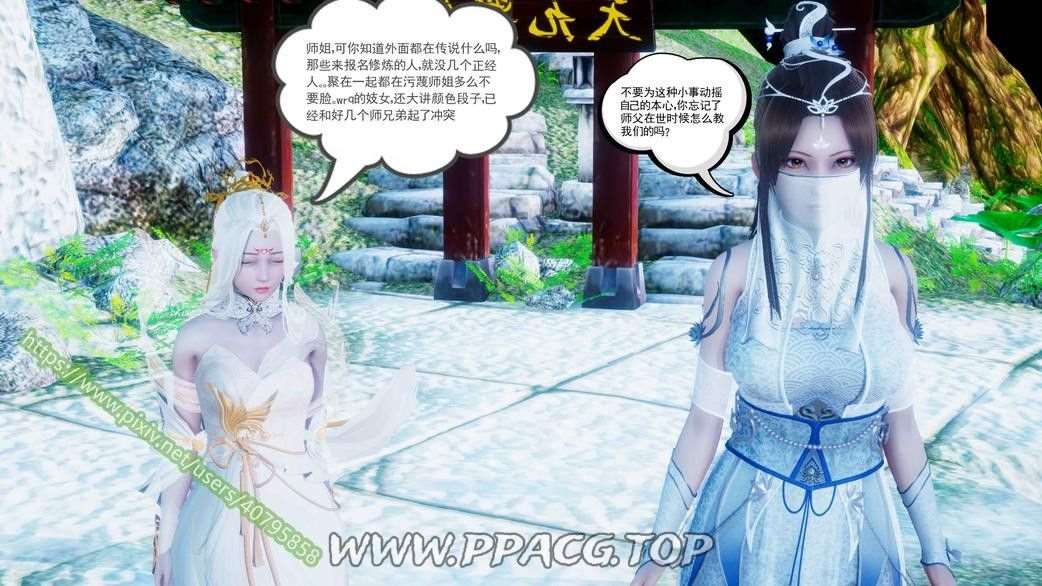 天九
师姐,可你知道外面都在传说什么吗,
那些来报名修炼的人,就没几个正经
人。。聚在一起都在污蔑师姐多么不
要脸。wrq的妓女,还大讲颜色段子,已
经和好几个师兄弟起了冲突
不要为这种小事动摇
自己的本心,你忘记了
师父在世时候怎么教
我们的吗?
https://www.pixiv.net/users/40795858
WWW.PPACG.TOP